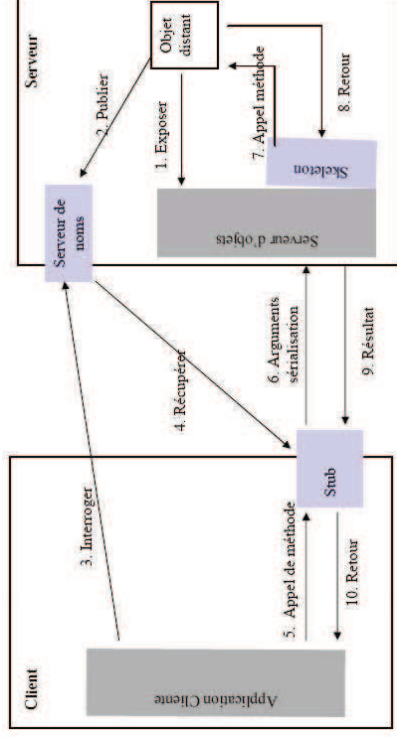 Serveur
Objet
distant
2. Publier
1. Exposer
7. Appel méthode
8. Retour
Skeleton
Serveur d'objets
Serveur de
noms
3. Interroger
4. Récupérer
6. Arguments
sérialisation
9. Résultat
Client
Stub
5. Appel de méthode
10. Retour
Application Cliente